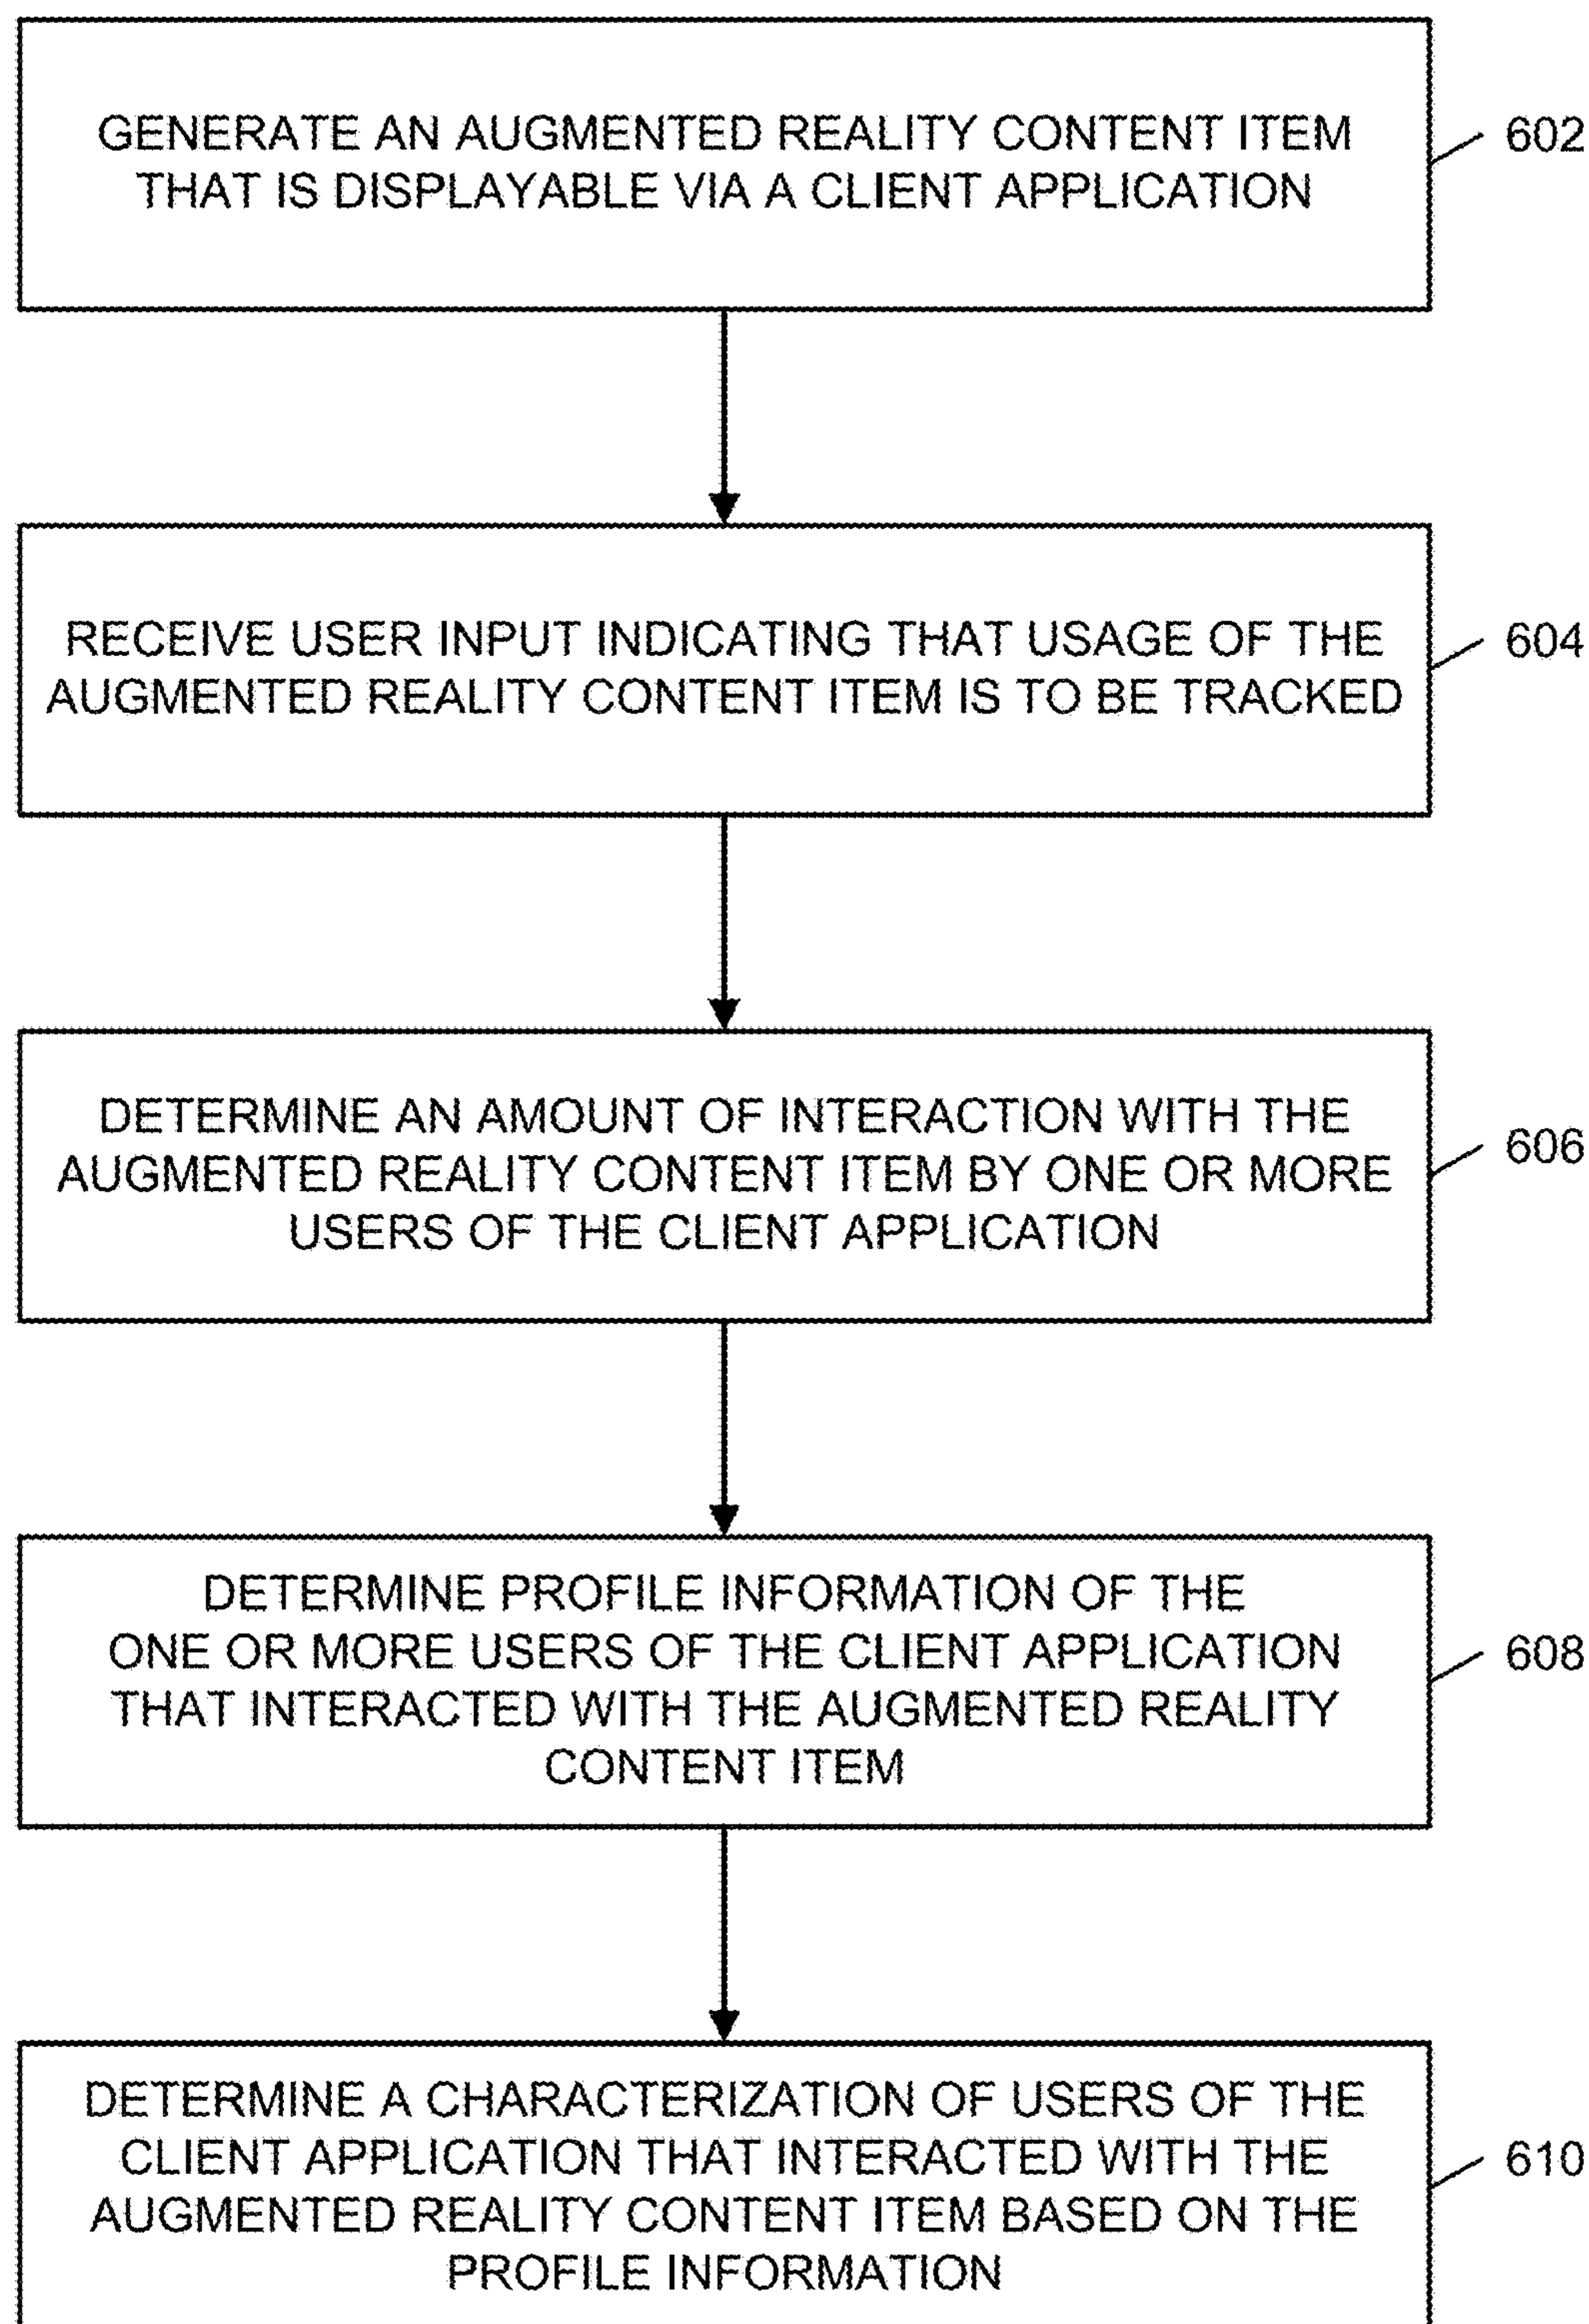 GENERATE AN AUGMENTED REALITY CONTENT ITEM
THAT IS DISPLAYABLE VIA A CLIENT APPLICATION
602
RECEIVE USER INPUT INDICATING THAT USAGE OF THE
AUGMENTED REALITY CONTENT ITEM IS TO BE TRACKED
604
DETERMINE AN AMOUNT OF INTERACTION WITH THE
AUGMENTED REALITY CONTENT ITEM BY ONE OR MORE
USERS OF THE CLIENT APPLICATION
606
DETERMINE PROFILE INFORMATION OF THE
ONE OR MORE USERS OF THE CLIENT APPLICATION
THAT INTERACTED WITH THE AUGMENTED REALITY
CONTENT ITEM
608
DETERMINE A CHARACTERIZATION OF USERS OF THE
CLIENT APPLICATION THAT INTERACTED WITH THE
AUGMENTED REALITY CONTENT ITEM BASED ON THE
PROFILE INFORMATION
610